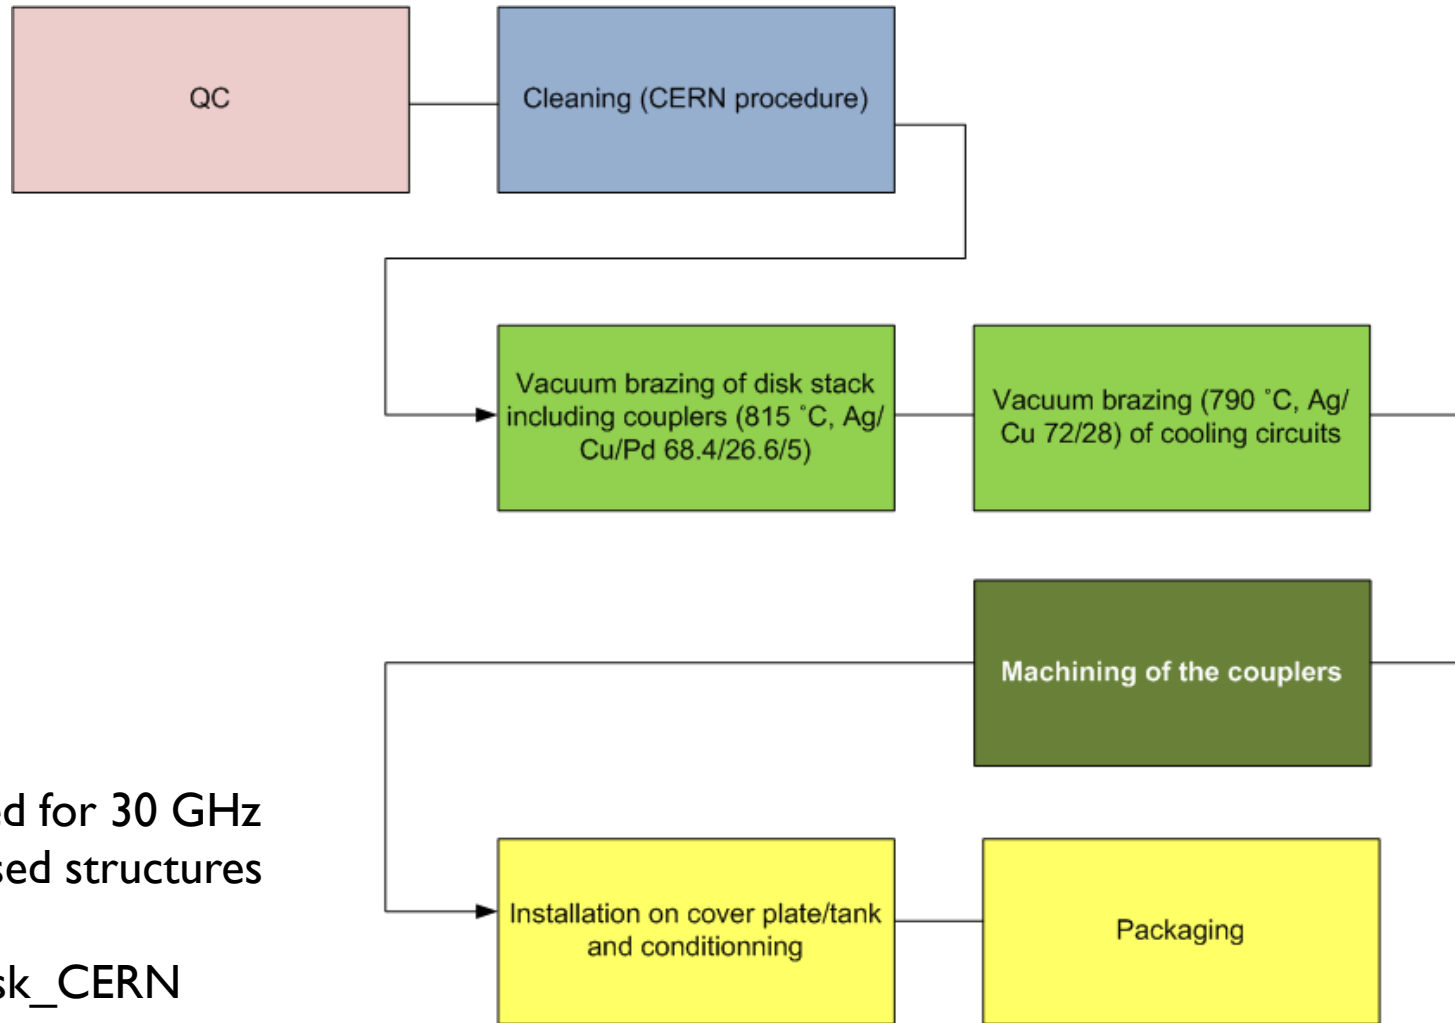 QC
Cleaning (CERN procedure)
Vacuum brazing of disk stack
including couplers (815 ˚C, Ag/
Cu/Pd 68.4/26.6/5)
Vacuum brazing (790 ˚C, Ag/
Cu 72/28) of cooling circuits
Machining of the couplers
for 30 GHz
structures
Installation on cover plate/tank
and conditionning
Packaging
_CERN